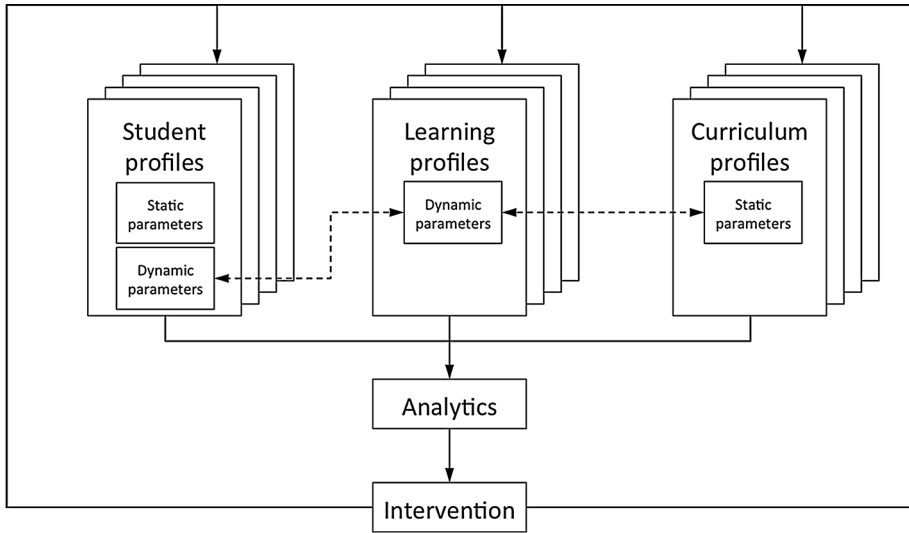 Student
profiles
Static
parameters
Dynamic
parameters
Learning
profiles
Dynamic
parameters
Curriculum
profiles
Static
parameters
Analytics
Intervention